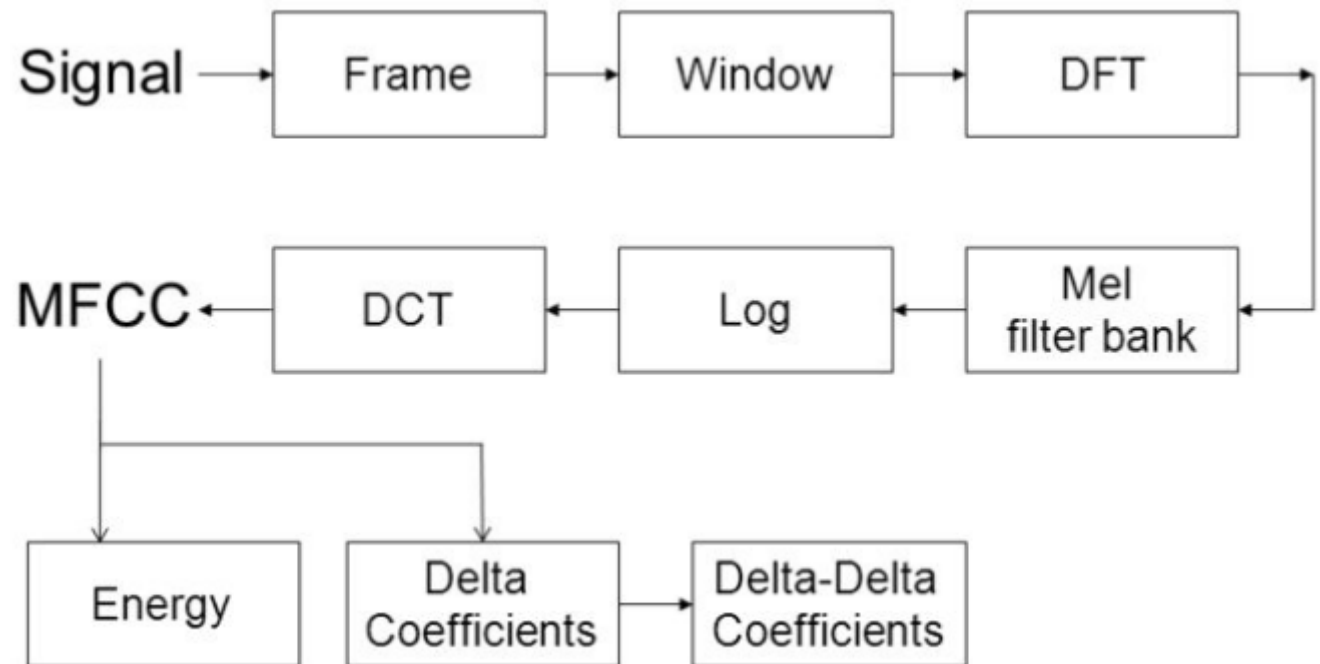 Signal
Frame
Window
DFT
MFCC
DCT
Log
Mel
filter bank
Energy
Delta
Coefficients
Delta-Delta
Coefficients